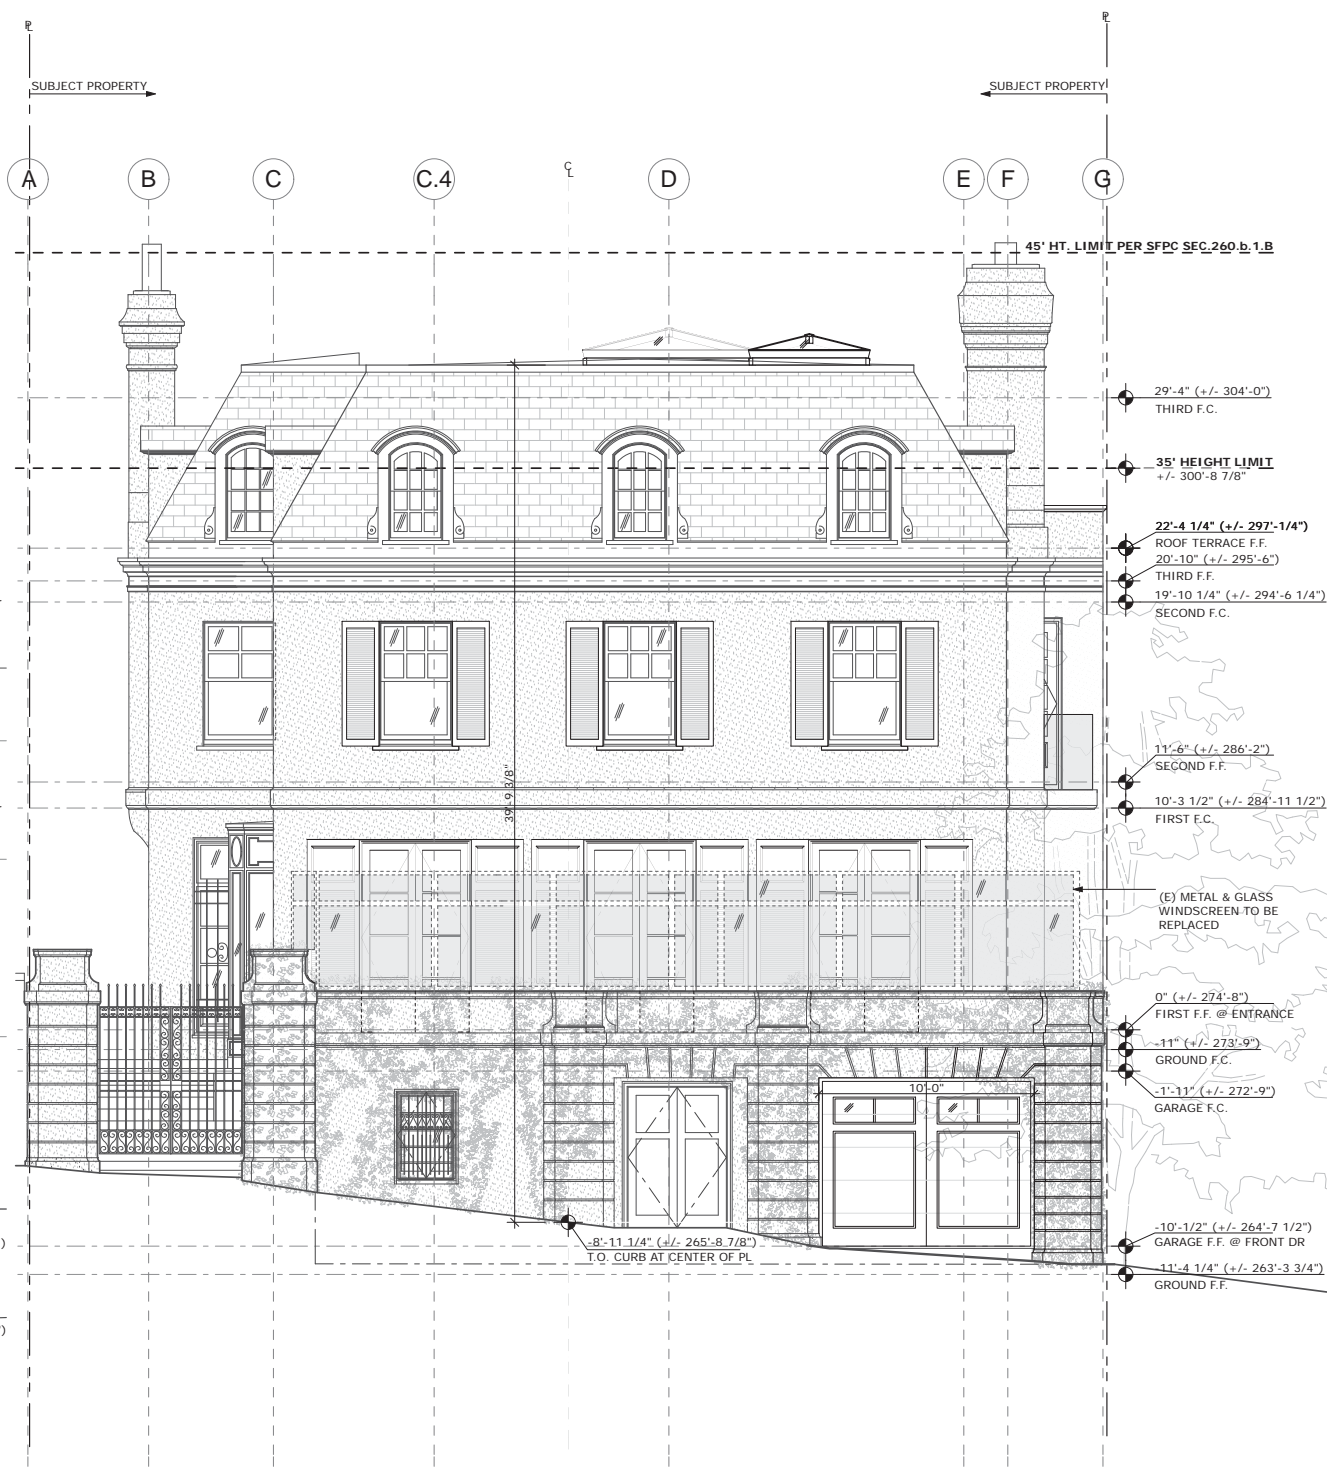 PL
PL
SUBJECT PROPERTY
SUBJECT PROPERTY
CL
A
B
C
C.4
D
E
F
G
45' HT. LIMIT PER SFPC SEC.260.b.1.B
29'-4" (+/- 304'-0")
THIRD F.C.
35' HEIGHT LIMIT
+/- 300'-8 7/8"
22'-4 1/4" (+/- 297'-1/4")
ROOF TERRACE F.F.
20'-10" (+/- 295'-6")
THIRD F.F.
19'-10 1/4" (+/- 294'-6 1/4")
SECOND F.C.
11'-6" (+/- 286'-2")
SECOND F.F.
39'-9 3/8"
10'-3 1/2" (+/- 284'-11 1/2")
FIRST F.C.
(E) METAL & GLASS
WINDSCREEN TO BE
REPLACED
0" (+/- 274'-8")
FIRST F.F. @ ENTRANCE
-11" (+/- 273'-9")
GROUND F.C.
10'-0"
-1'-11" (+/- 272'-9")
GARAGE F.C.
-10'-1/2" (+/- 264'-7 1/2")
GARAGE F.F. @ FRONT DR
-8'-11 1/4" (+/- 265'-8 7/8")
T.O. CURB AT CENTER OF PL
-11'-4 1/4" (+/- 263'-3 3/4")
GROUND F.F.
)
")